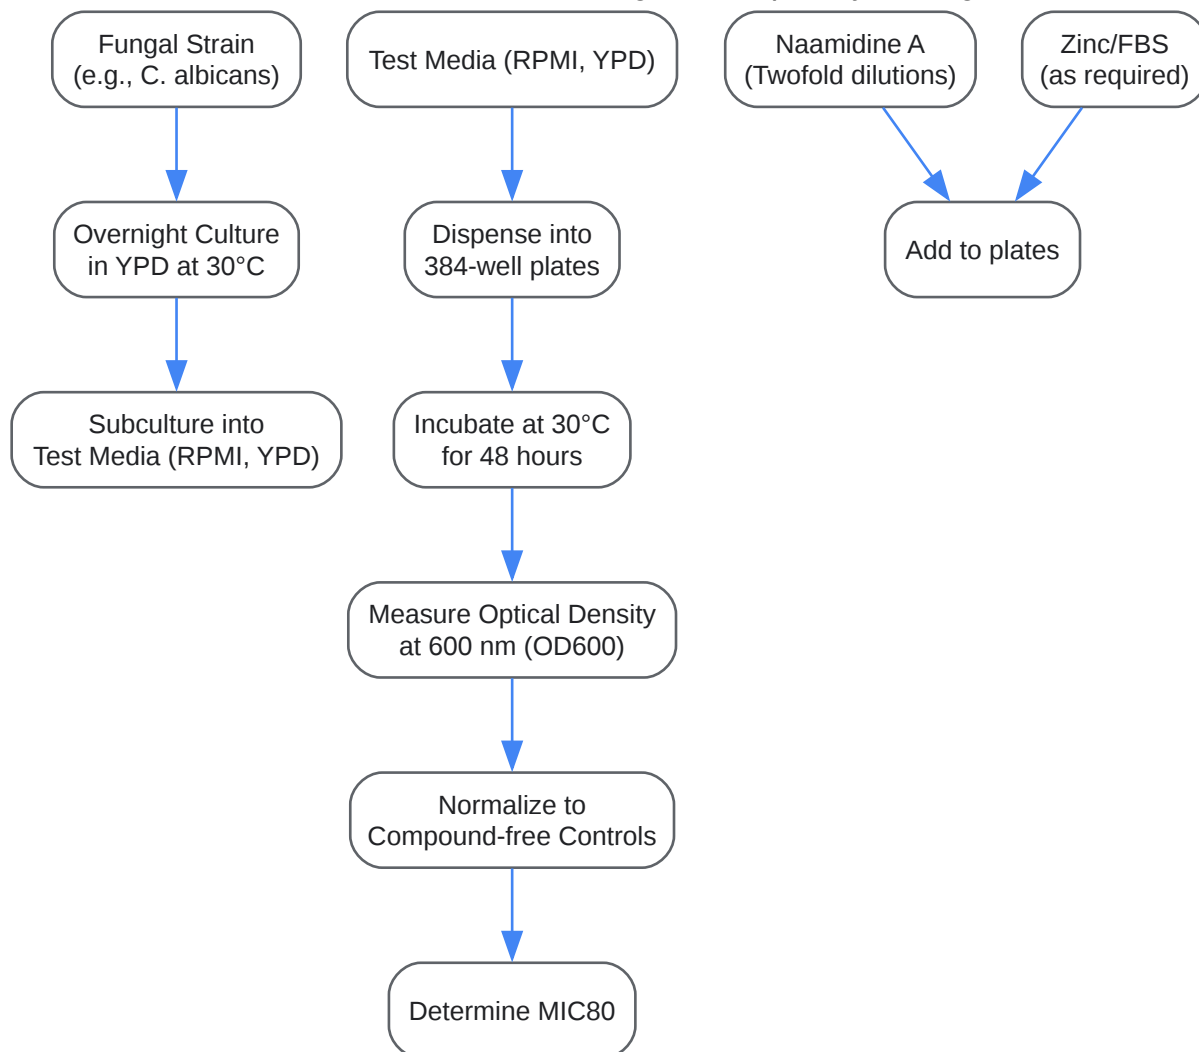 Fungal Strain
(e.g., C. albicans)
Test Media (RPMI, YPD)
Naamidine A
(Twofold dilutions)
Zinc/FBS
(as required)
Overnight Culture
in YPD at 30°C
Dispense into
384-well plates
Add to plates
Subculture into
Test Media (RPMI, YPD)
Incubate at 30°C
for 48 hours
Measure Optical Density
at 600 nm (OD600)
Normalize to
Compound-free Controls
Determine MIC80